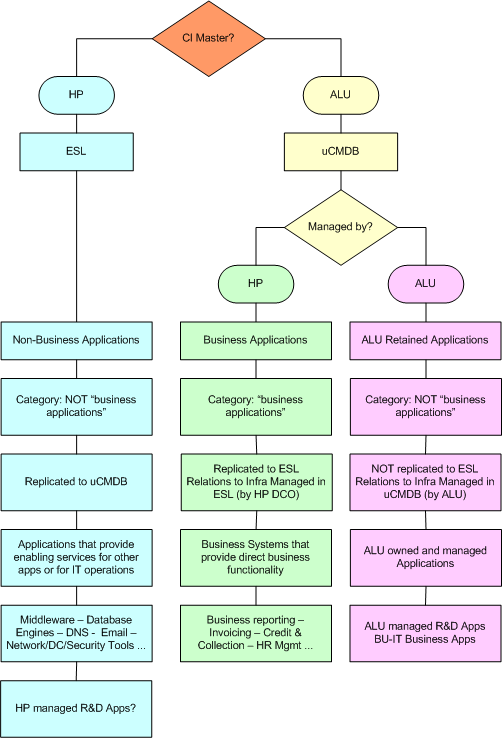 CI Master?
HP
ALU
ESL
uCMDB
Managed by?
HP
ALU
Non-Business Applications
Business Applications
ALU Retained Applications
Category: NOT “business
applications”
Category: “business
applications”
Category: NOT “business
applications”
Replicated to uCMDB
Replicated to ESL
Relations to Infra Managed in
ESL (by HP DCO)
NOT replicated to ESL
Relations to Infra Managed in
uCMDB (by ALU)
Applications that provide
enabling services for other
apps or for IT operations
Business Systems that
provide direct business
functionality
ALU owned and managed
Applications
Middleware – Database
Engines – DNS - Email –
Network/DC/Security Tools ...
Business reporting –
Invoicing – Credit &
Collection – HR Mgmt ...
ALU managed R&D Apps
BU-IT Business Apps
HP managed R&D Apps?